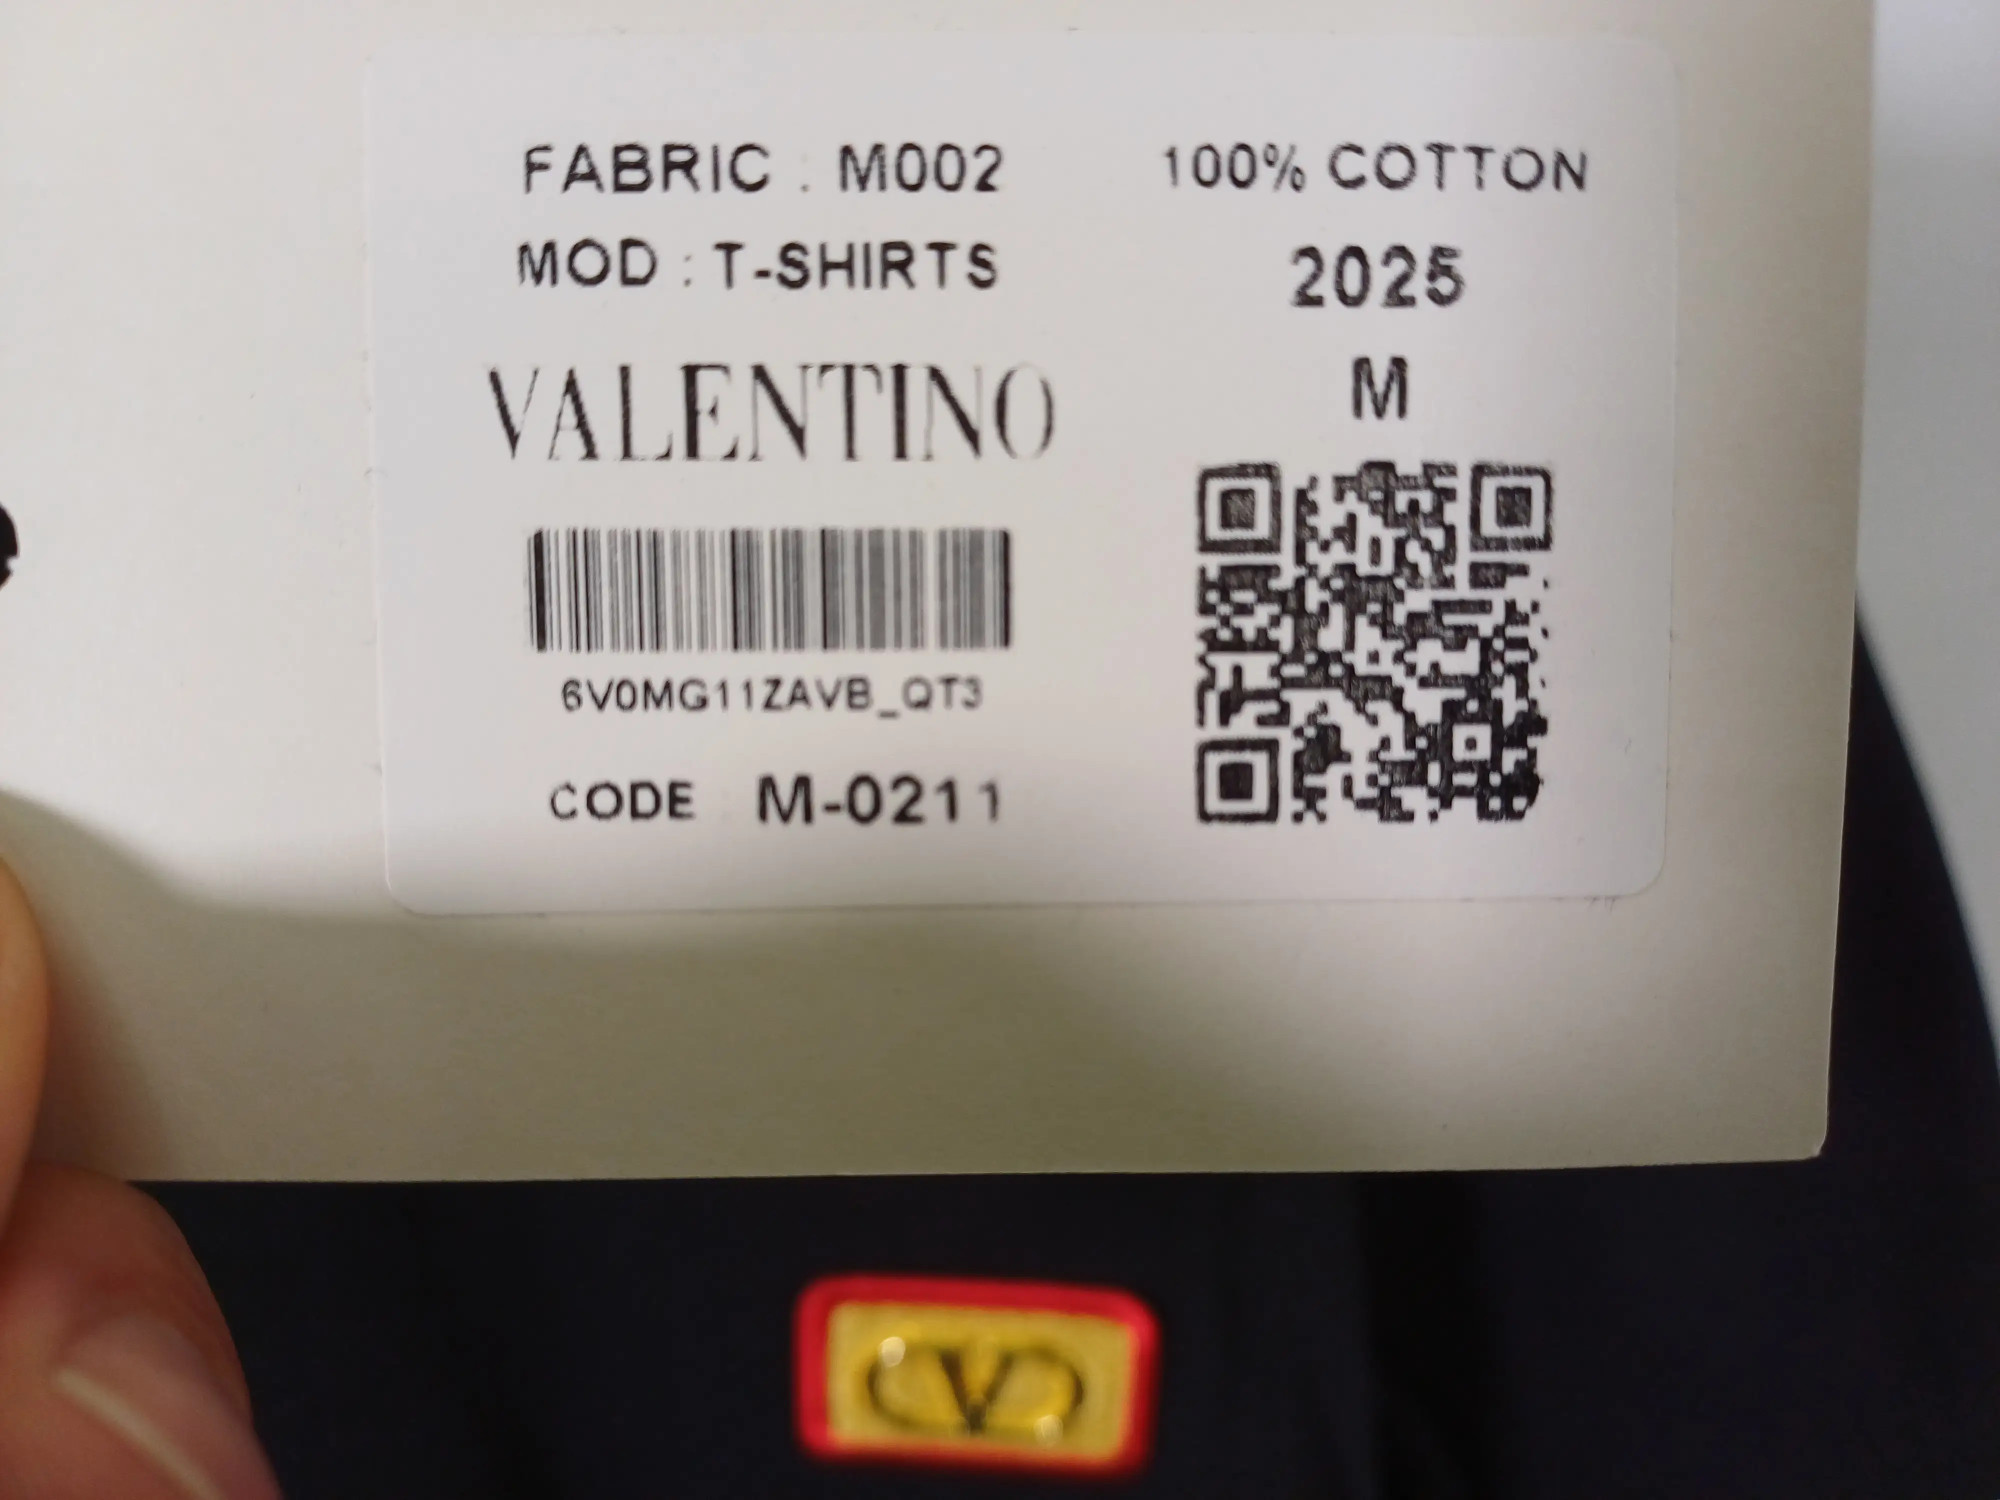 FABRIC : M002
100% COTTON
MOD : T-SHIRTS
2025
VALENTINO
M
6V0MG11ZAVB_QT3
CODE M-0211
V